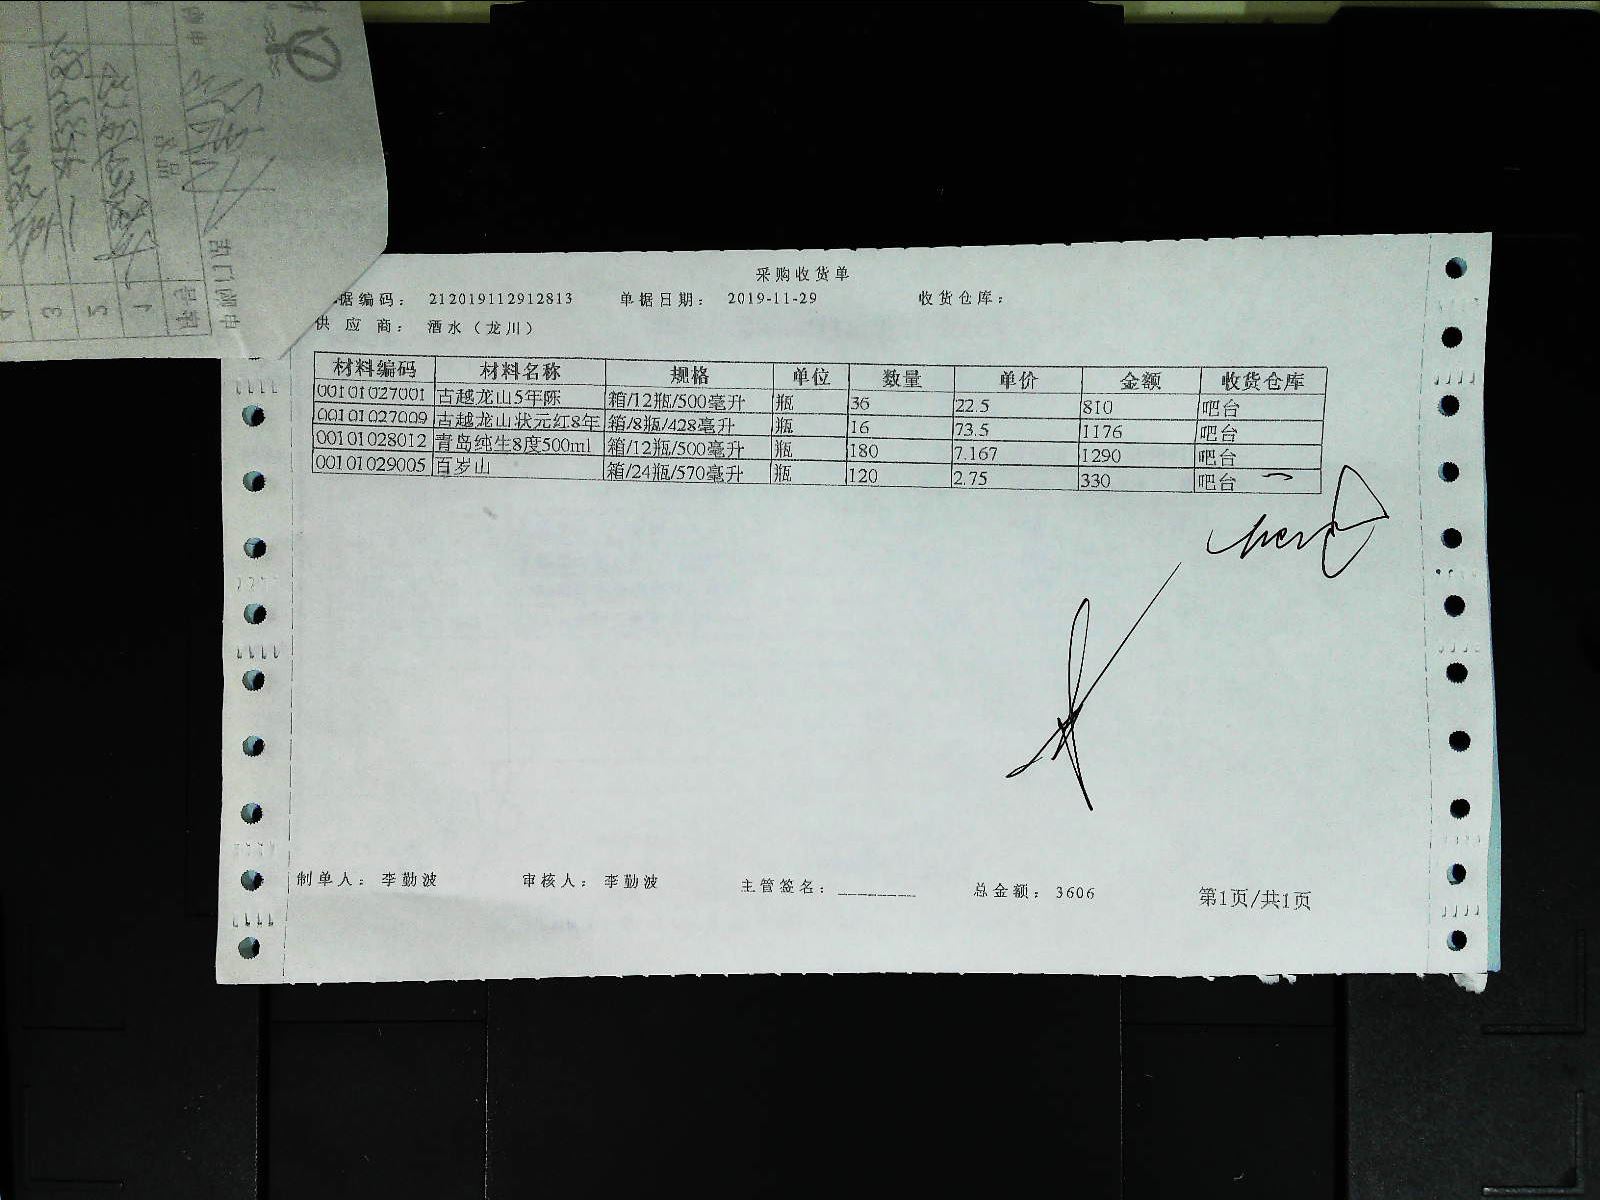 采购收货单
据编码： 212019112912813 单据日期： 2019-11-29 收货仓库：
供 应 商： 酒水（龙川）
材料编码 材料名称 规格 单位 数量 单价 金额 收货仓库
00101027001 古越龙山5年陈 箱/12瓶/500毫升 瓶 36 22.5 810 吧台
00101027009 古越龙山状元红8年 箱/8瓶/428毫升 瓶 16 73.5 1176 吧台
00101028012 青岛纯生8度500ml 箱/12瓶/500毫升 瓶 180 7.167 1290 吧台
00101029005 百岁山 箱/24瓶/570毫升 瓶 120 2.75 330 吧台
制单人： 李勤波 审核人： 李勤波 主管签名：________ 总金额： 3606 第1页/共1页